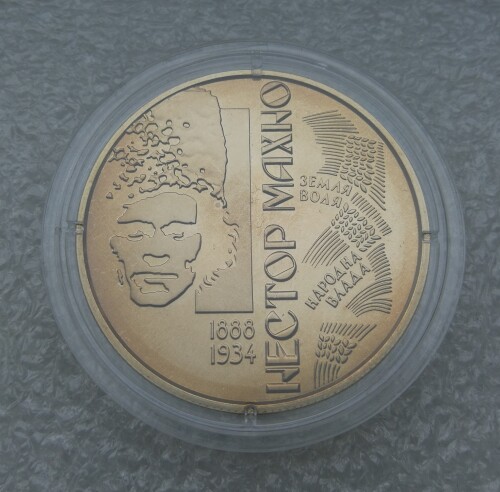 НЕСТОР МАХНО
1888
1934
ЗЕМЛЯ
ВОЛЯ
НАРОДНА
ВЛАДА